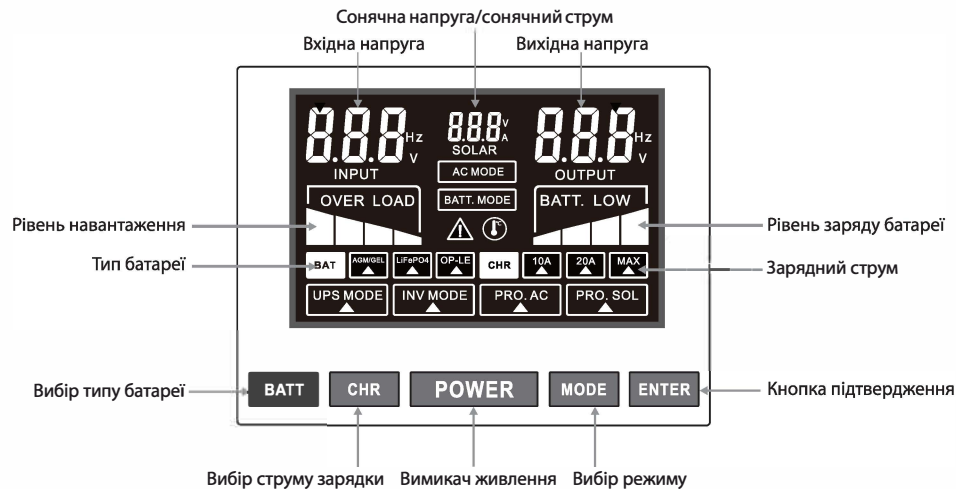 Сонячна напруга/сонячний струм
Вхідна напруга Вихідна напруга
8.8.8 Hz V 8.8.8 V A 8.8.8 Hz V
INPUT SOLAR OUTPUT
AC MODE
OVER LOAD BATT. MODE BATT. LOW
Рівень навантаження Рівень заряду батареї
Тип батареї BAT AGM/GEL LiFePO4 OP-LE CHR 10A 20A MAX Зарядний струм
UPS MODE INV MODE PRO. AC PRO. SOL
Вибір типу батареї BATT CHR POWER MODE ENTER Кнопка підтвердження
Вибір струму зарядки Вимикач живлення Вибір режиму